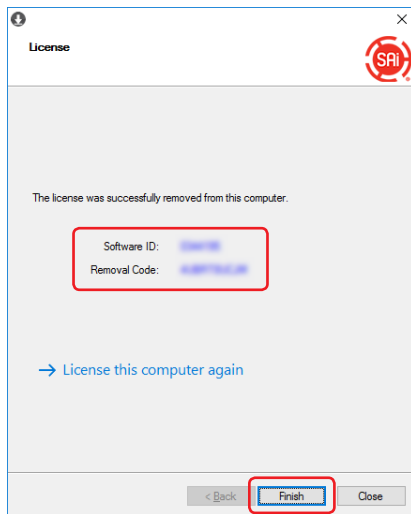 License
SAi
The license was successfully removed from this computer.
Software ID:
Removal Code:
License this computer again
< Back
Finish
Close